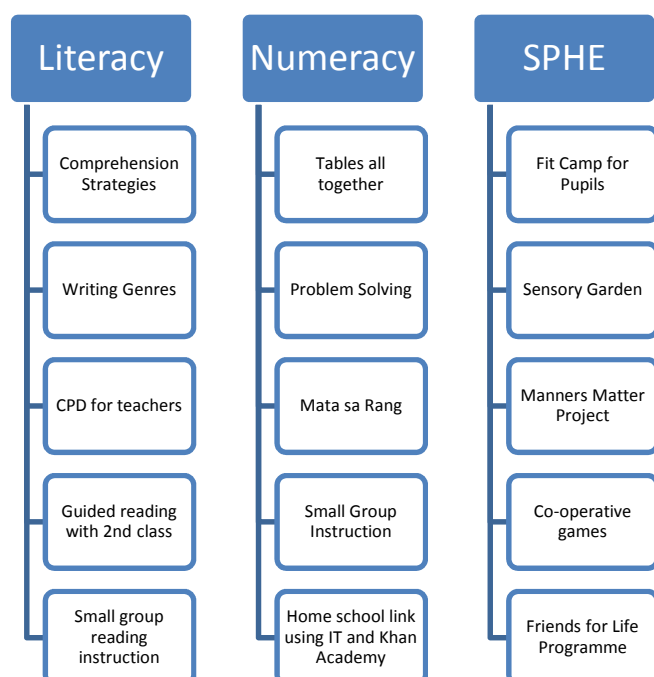 Literacy
Comprehension
Strategies
Writing Genres
CPD for teachers
Guided reading
with 2nd class
Small group
reading
instruction
Numeracy
Tables all
together
Problem Solving
Mata sa Rang
Small Group
Instruction
Home school link
using IT and Khan
Academy
SPHE
Fit Camp for
Pupils
Sensory Garden
Manners Matter
Project
Co-operative
games
Friends for Life
Programme